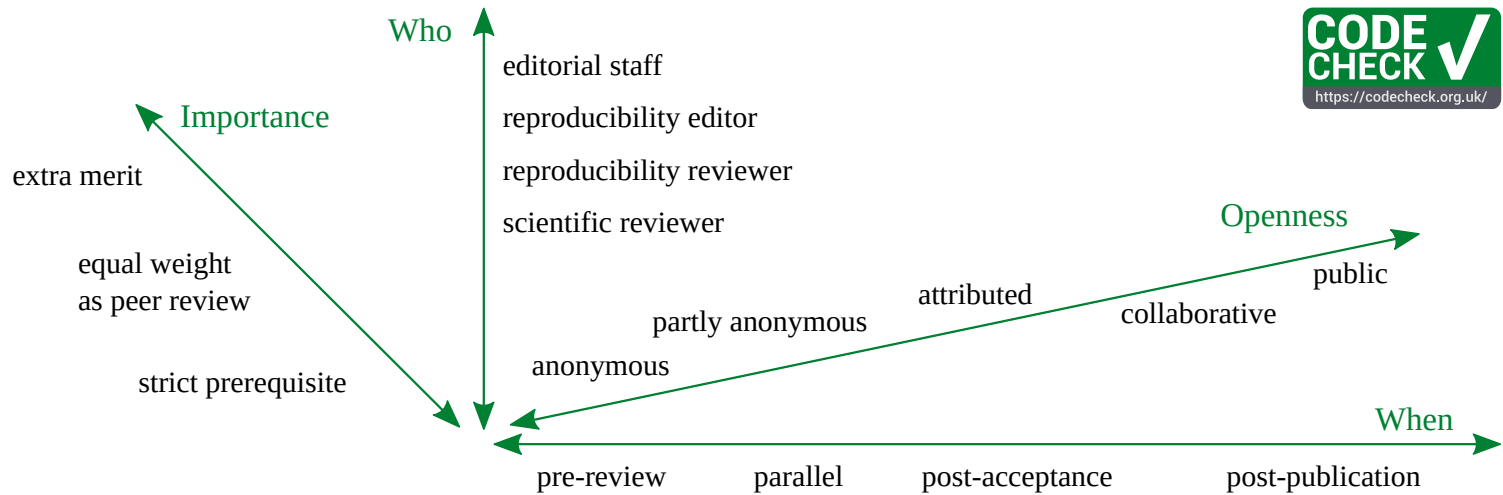 Who
editorial staff
reproducibility editor
reproducibility reviewer
scientific reviewer
Importance
extra merit
equal weight
as peer review
strict prerequisite
CODE
CHECK
https://codecheck.org.uk/
Openness
public
collaborative
attributed
partly anonymous
anonymous
When
pre-review
parallel
post-acceptance
post-publication